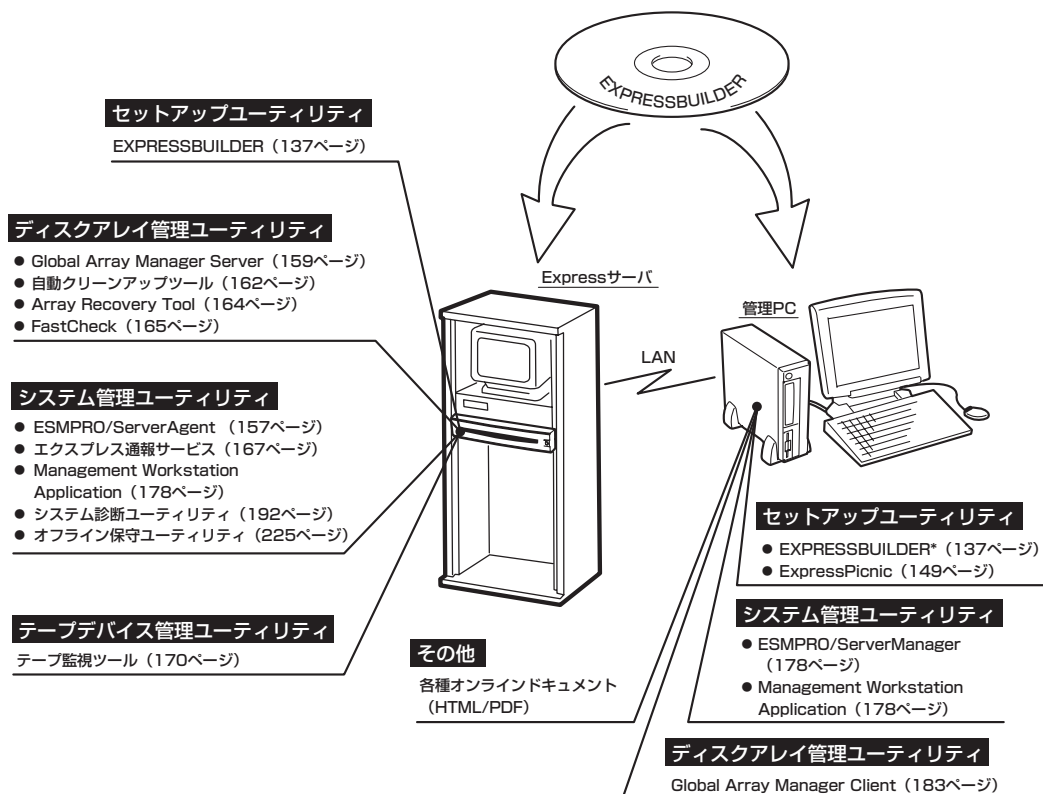 EXPRESSBUILDER
セットアップユーティリティ
EXPRESSBUILDER（137ページ）
ディスクアレイ管理ユーティリティ
● Global Array Manager Server（159ページ）
● 自動クリーンアップツール（162ページ）
● Array Recovery Tool（164ページ）
● FastCheck（165ページ）
システム管理ユーティリティ
● ESMPRO/ServerAgent （157ページ）
● エクスプレス通報サービス（167ページ）
● Management Workstation
Application（178ページ）
● システム診断ユーティリティ（192ページ）
● オフライン保守ユーティリティ（225ページ）
テープデバイス管理ユーティリティ
テープ監視ツール（170ページ）
Expressサーバ
LAN
管理PC
その他
各種オンラインドキュメント
（HTML/PDF）
セットアップユーティリティ
● EXPRESSBUILDER*（137ページ）
● ExpressPicnic（149ページ）
システム管理ユーティリティ
● ESMPRO/ServerManager
（178ページ）
● Management Workstation
Application（178ページ）
ディスクアレイ管理ユーティリティ
Global Array Manager Client（183ページ）